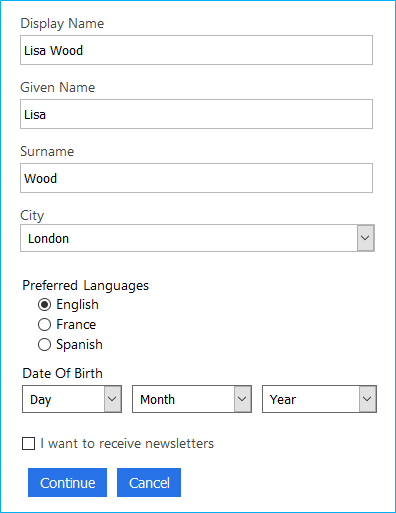 Display Name
Lisa Wood
Given Name
Lisa
Surname
Wood
City
London
Preferred Languages
English
France
Spanish
Date Of Birth
Day Month Year
I want to receive newsletters
Continue Cancel